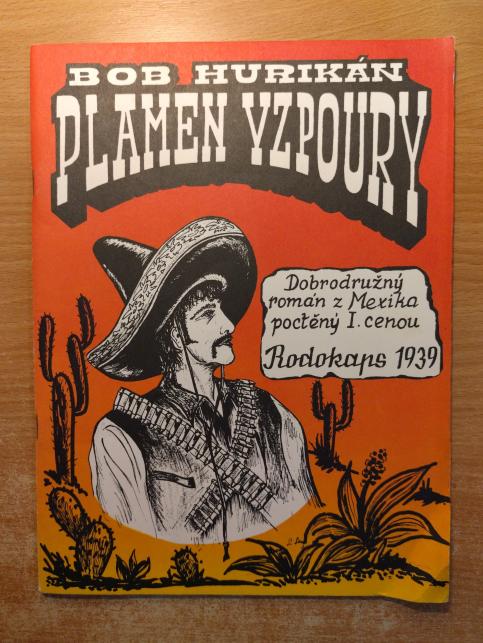 BOB HURIKÁN
PLAMEN VZPOURY
Dobrodružný
román z Mexika
poctěný I. cenou
Rodokaps 1939